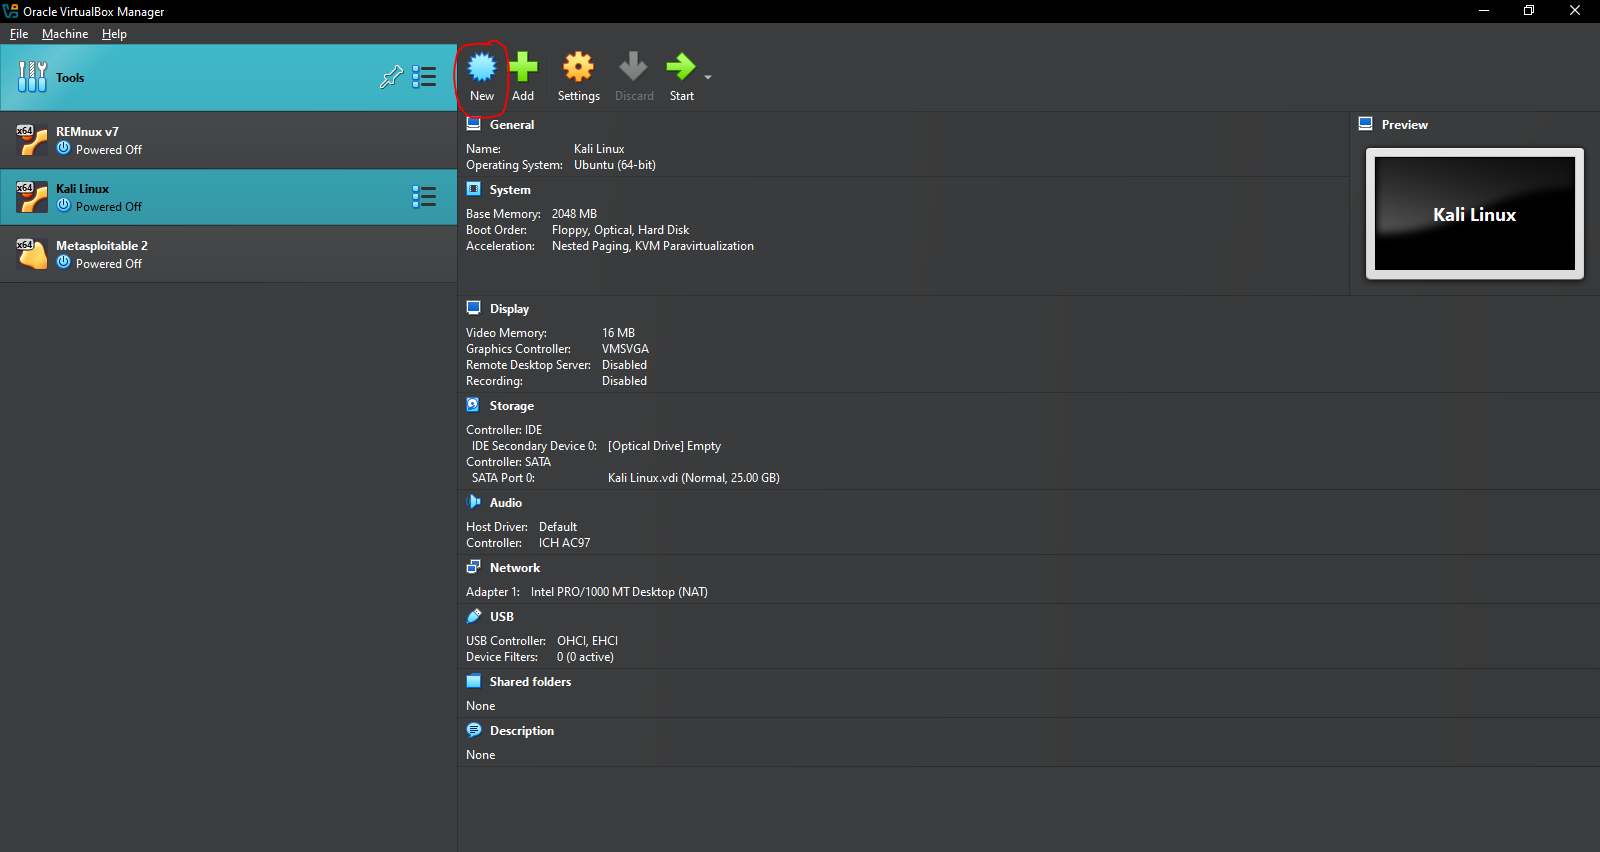 Oracle VirtualBox Manager
File Machine Help
Tools
New Add Settings Discard Start
x64 REMnux v7
Powered Off
x64 Kali Linux
Powered Off
x64 Metasploitable 2
Powered Off
General
Name: Kali Linux
Operating System: Ubuntu (64-bit)
System
Base Memory: 2048 MB
Boot Order: Floppy, Optical, Hard Disk
Acceleration: Nested Paging, KVM Paravirtualization
Preview
Kali Linux
Display
Video Memory: 16 MB
Graphics Controller: VMSVGA
Remote Desktop Server: Disabled
Recording: Disabled
Storage
Controller: IDE
IDE Secondary Device 0: [Optical Drive] Empty
Controller: SATA
SATA Port 0: Kali Linux.vdi (Normal, 25.00 GB)
Audio
Host Driver: Default
Controller: ICH AC97
Network
Adapter 1: Intel PRO/1000 MT Desktop (NAT)
USB
USB Controller: OHCI, EHCI
Device Filters: 0 (0 active)
Shared folders
None
Description
None